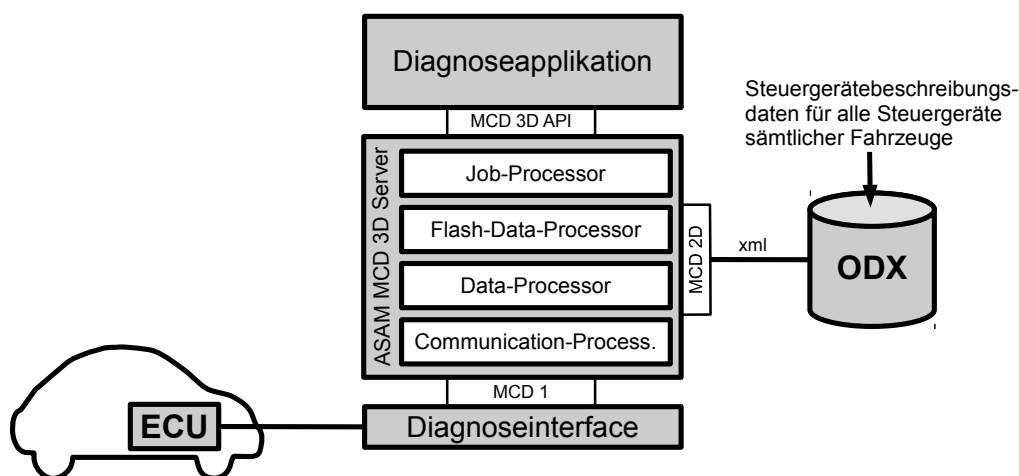 Diagnoseapplikation
MCD 3D API
ASAM MCD 3D Server
Job-Processor
Flash-Data-Processor
Data-Processor
Communication-Process.
MCD 2D
xml
Steuergerätebeschreibungs-
daten für alle Steuergeräte
sämtlicher Fahrzeuge
ODX
MCD 1
Diagnoseinterface
ECU